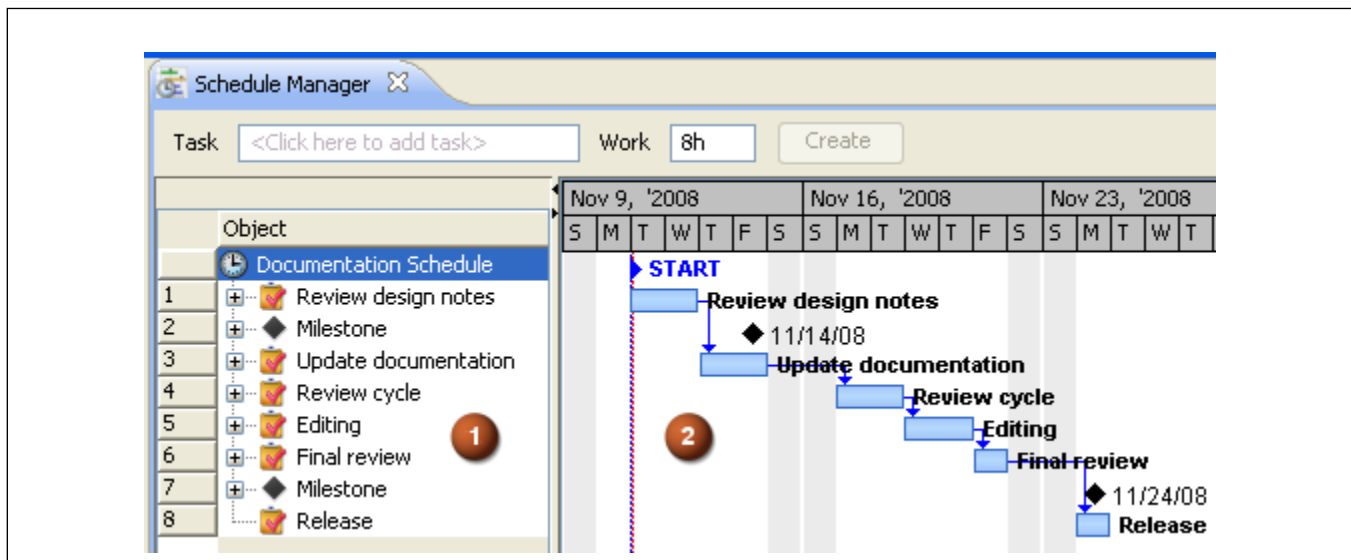 Schedule Manager
Task <Click here to add task> Work 8h Create
Nov 9, '2008 Nov 16, '2008 Nov 23, '2008
Object S M T W T F S S M T W T F S S M T W T
Documentation Schedule START
1 Review design notes Review design notes
2 Milestone 11/14/08
3 Update documentation Update documentation
4 Review cycle Review cycle
5 Editing Editing
6 Final review Final review
7 Milestone 11/24/08
8 Release Release
1 2